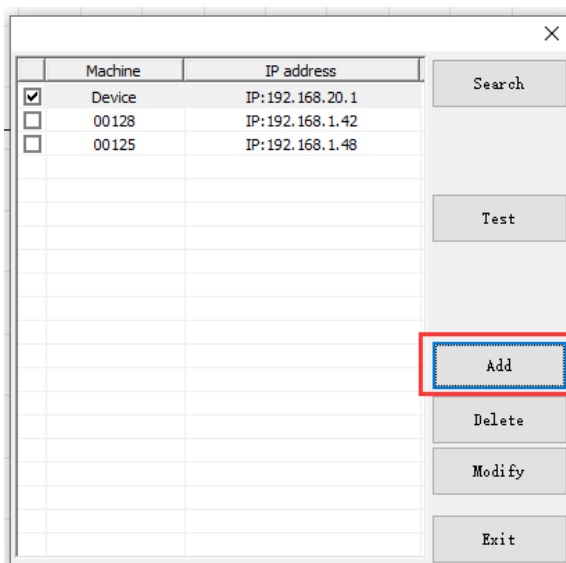 Machine IP address
Device IP:192.168.20.1
00128 IP:192.168.1.42
00125 IP:192.168.1.48
Search
Test
Add
Delete
Modify
Exit